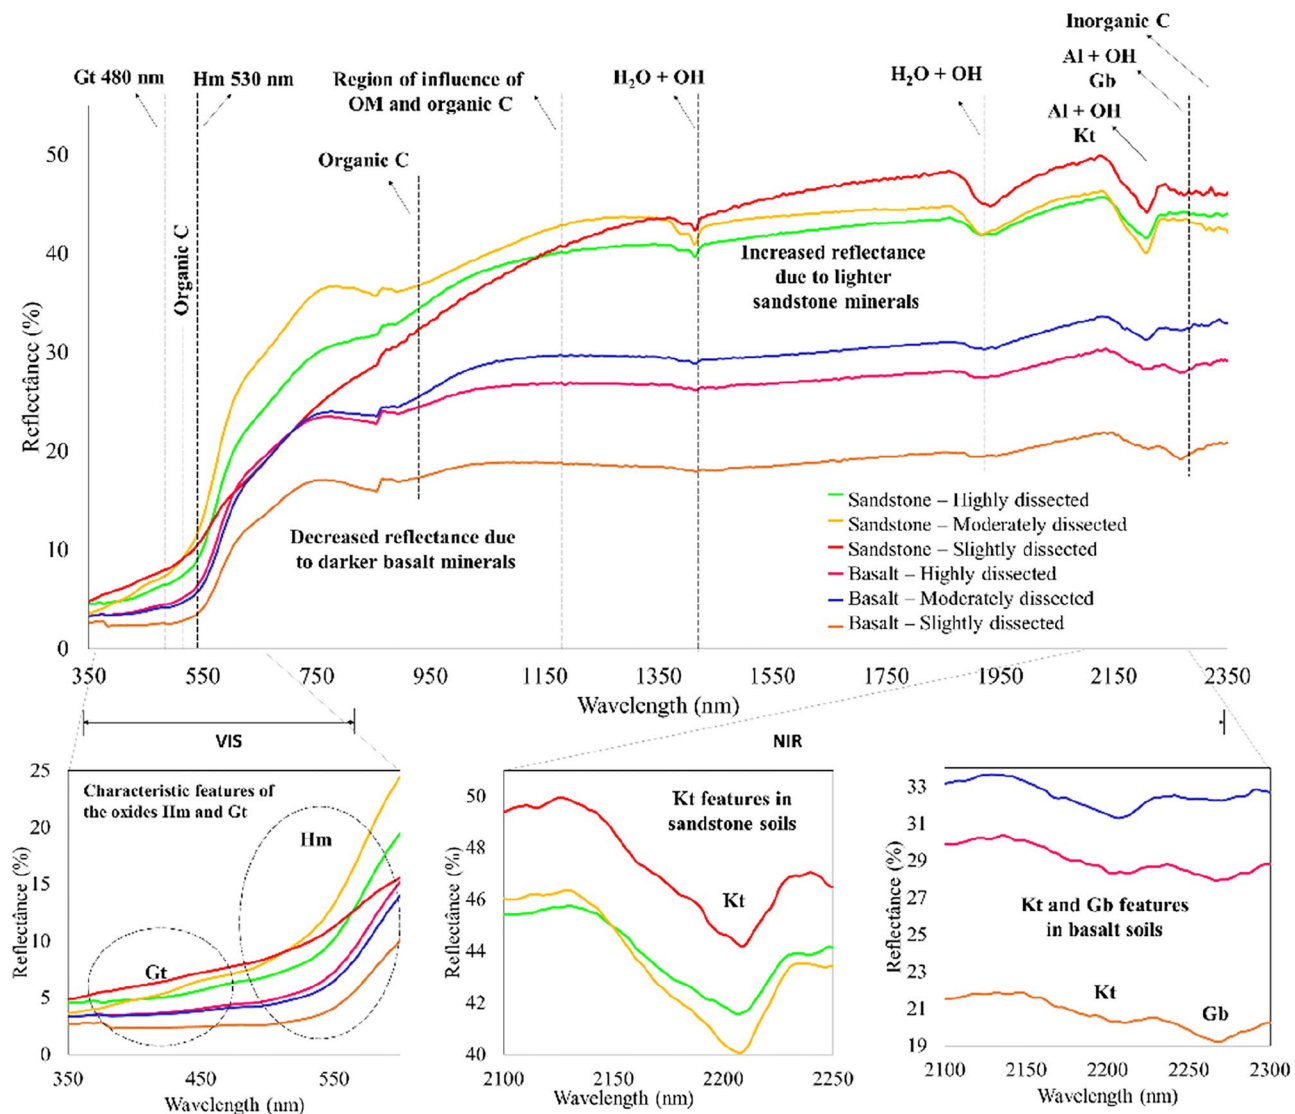 Inorganic C
Gt 480 nm
Hm 530 nm
Region of influence of
OM and organic C
H₂O + OH
H₂O + OH
Al + OH
Gb
Al + OH
Kt
Organic C
Organic C
Reflectânce (%)
50
40
30
20
10
0
Increased reflectance
due to lighter
sandstone minerals
Decreased reflectance due
to darker basalt minerals
Sandstone – Highly dissected
Sandstone – Moderately dissected
Sandstone – Slightly dissected
Basalt – Highly dissected
Basalt – Moderately dissected
Basalt – Slightly dissected
350 550 750 950 1150 1350 1550 1750 1950 2150 2350
Wavelength (nm)
VIS
NIR
Reflectânce (%)
25
20
15
10
5
0
Characteristic features of
the oxides Hm and Gt
Hm
Gt
350 450 550
Wavelength (nm)
Reflectânce (%)
50
48
46
44
42
40
Kt features in
sandstone soils
Kt
2100 2150 2200 2250
Wavelength (nm)
Reflectânce (%)
33
31
29
27
25
23
21
19
Kt and Gb features
in basalt soils
Kt
Gb
2100 2150 2200 2250 2300
Wavelength (nm)